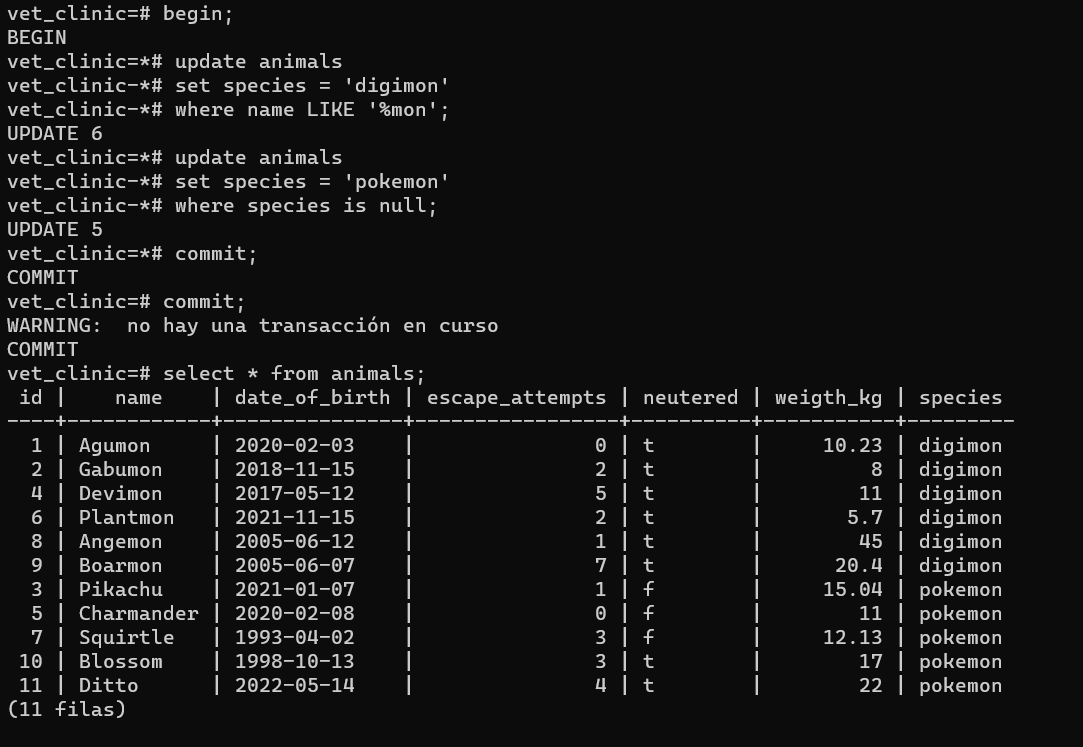 vet_clinic=# begin;
BEGIN
vet_clinic=*# update animals
vet_clinic-*# set species = 'digimon'
vet_clinic-*# where name LIKE '%mon';
UPDATE 6
vet_clinic=*# update animals
vet_clinic-*# set species = 'pokemon'
vet_clinic-*# where species is null;
UPDATE 5
vet_clinic=*# commit;
COMMIT
vet_clinic=# commit;
WARNING:  no hay una transacción en curso
COMMIT
vet_clinic=# select * from animals;
 id |    name    | date_of_birth | escape_attempts | neutered | weigth_kg | species
----+------------+---------------+-----------------+----------+-----------+---------
  1 | Agumon     | 2020-02-03    |               0 | t        |     10.23 | digimon
  2 | Gabumon    | 2018-11-15    |               2 | t        |         8 | digimon
  4 | Devimon    | 2017-05-12    |               5 | t        |        11 | digimon
  6 | Plantmon   | 2021-11-15    |               2 | t        |       5.7 | digimon
  8 | Angemon    | 2005-06-12    |               1 | t        |        45 | digimon
  9 | Boarmon    | 2005-06-07    |               7 | t        |      20.4 | digimon
  3 | Pikachu    | 2021-01-07    |               1 | f        |     15.04 | pokemon
  5 | Charmander | 2020-02-08    |               0 | f        |        11 | pokemon
  7 | Squirtle   | 1993-04-02    |               3 | f        |     12.13 | pokemon
 10 | Blossom    | 1998-10-13    |               3 | t        |        17 | pokemon
 11 | Ditto      | 2022-05-14    |               4 | t        |        22 | pokemon
(11 filas)